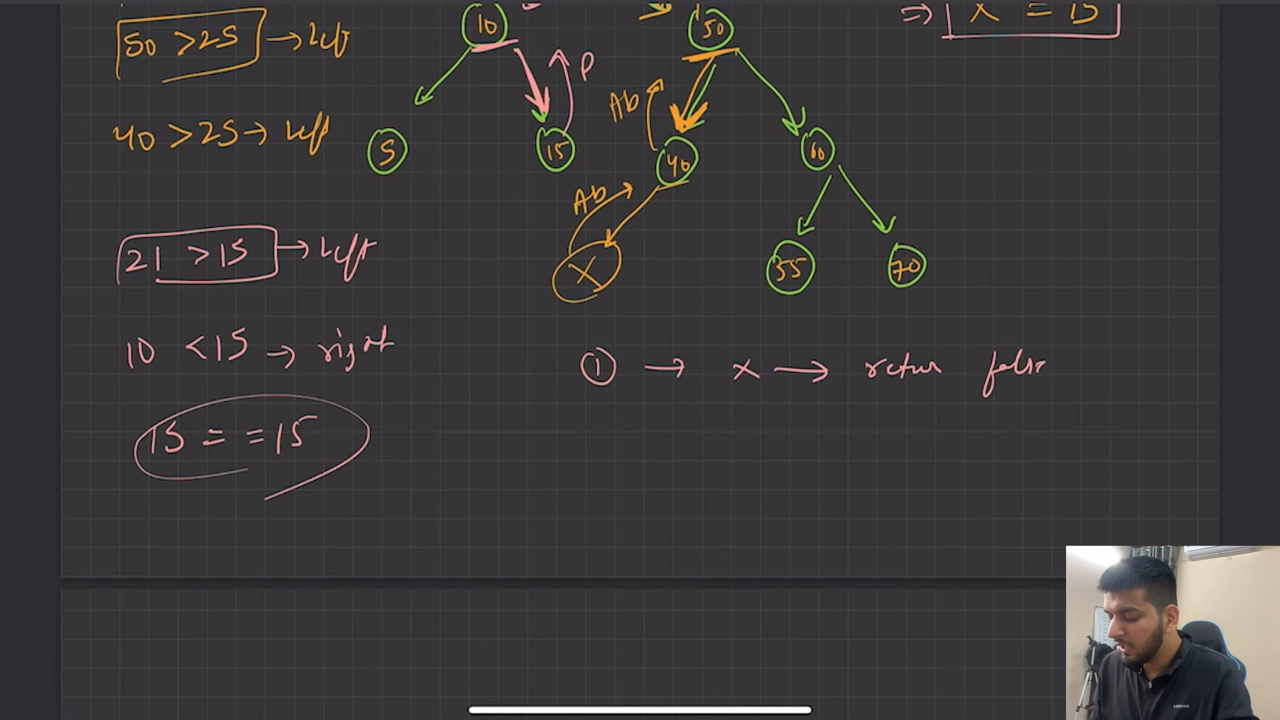 50 > 25 → left
10
50
⇒ x = 15
P
Ab
40 > 25 → left
5
15
40
60
Ab
21 > 15 → left
X
55
70
10 < 15 → right
① → x → retur false
15 = = 15